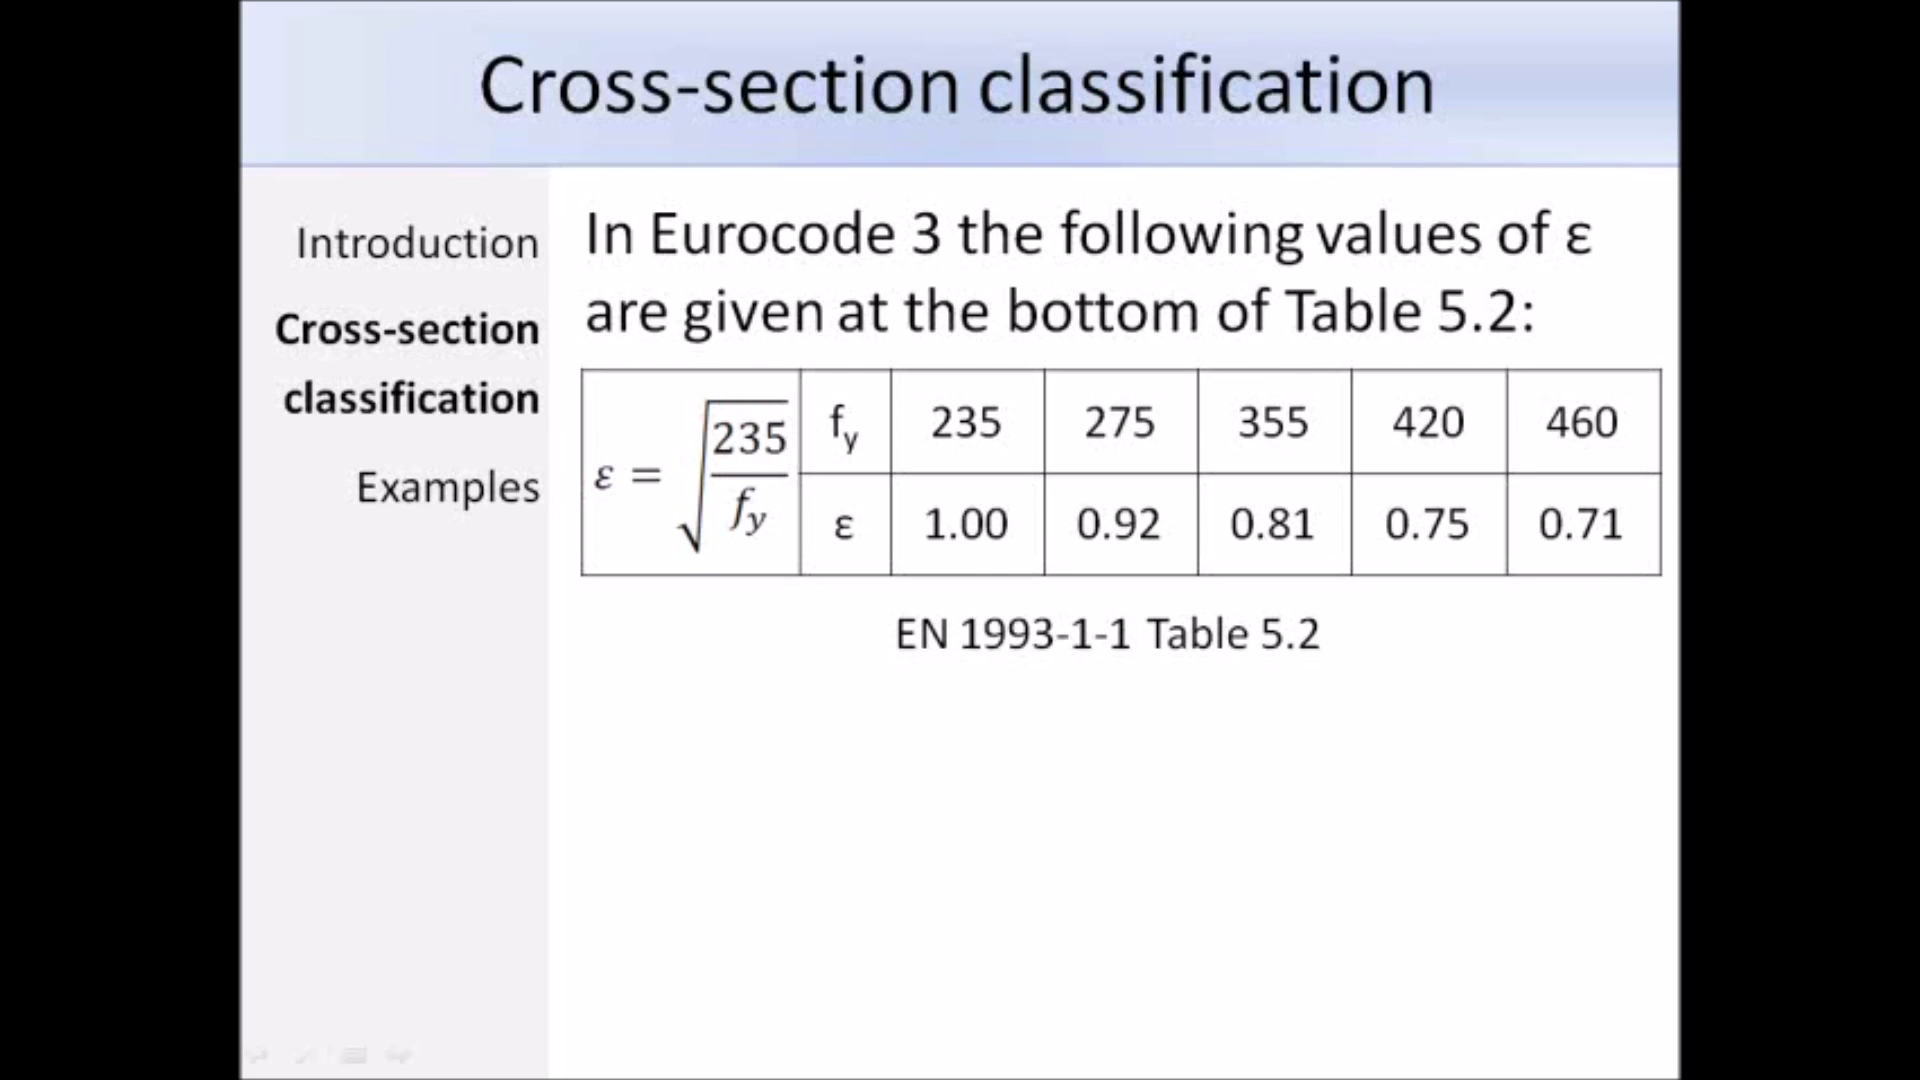 Cross-section classification
Introduction
Cross-section
classification
Examples
In Eurocode 3 the following values of ε
are given at the bottom of Table 5.2:
ε = √(235/f_y)
f_y 235 275 355 420 460
ε 1.00 0.92 0.81 0.75 0.71
EN 1993-1-1 Table 5.2